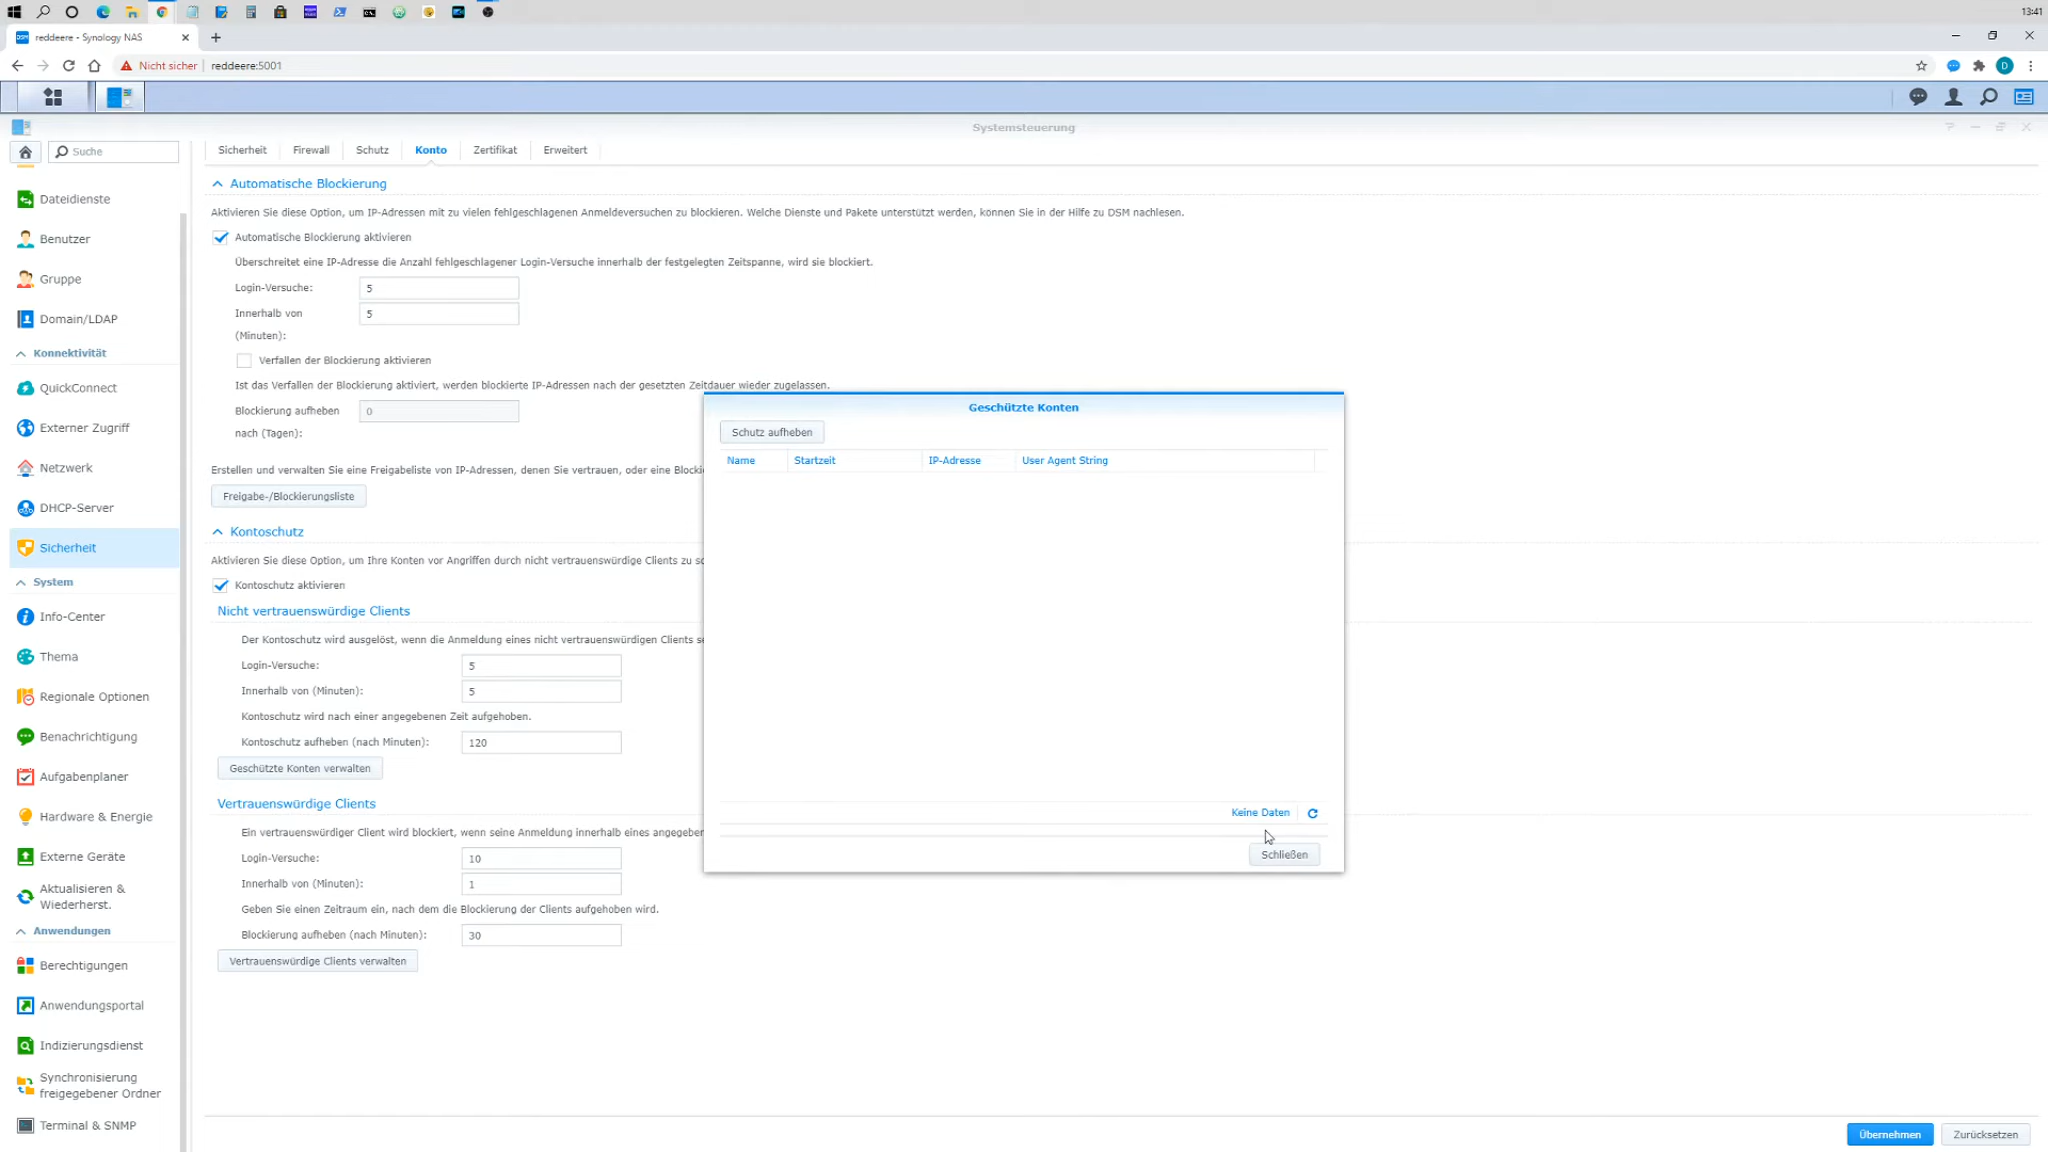 13:41
reddeere - Synology NAS
Nicht sicher reddeere:5001
Systemsteuerung
Suche
Dateidienste
Benutzer
Gruppe
Domain/LDAP
Konnektivität
QuickConnect
Externer Zugriff
Netzwerk
DHCP-Server
Sicherheit
System
Info-Center
Thema
Regionale Optionen
Benachrichtigung
Aufgabenplaner
Hardware & Energie
Externe Geräte
Aktualisieren &
Wiederherst.
Anwendungen
Berechtigungen
Anwendungsportal
Indizierungsdienst
Synchronisierung
freigegebener Ordner
Terminal & SNMP
Sicherheit Firewall Schutz Konto Zertifikat Erweitert
Automatische Blockierung
Aktivieren Sie diese Option, um IP-Adressen mit zu vielen fehlgeschlagenen Anmeldeversuchen zu blockieren. Welche Dienste und Pakete unterstützt werden, können Sie in der Hilfe zu DSM nachlesen.
Automatische Blockierung aktivieren
Überschreitet eine IP-Adresse die Anzahl fehlgeschlagener Login-Versuche innerhalb der festgelegten Zeitspanne, wird sie blockiert.
Login-Versuche: 5
Innerhalb von 5
(Minuten):
Verfallen der Blockierung aktivieren
Ist das Verfallen der Blockierung aktiviert, werden blockierte IP-Adressen nach der gesetzten Zeitdauer wieder zugelassen.
Blockierung aufheben 0
nach (Tagen):
Erstellen und verwalten Sie eine Freigabeliste von IP-Adressen, denen Sie vertrauen, oder eine Blocki
Freigabe-/Blockierungsliste
Kontoschutz
Aktivieren Sie diese Option, um Ihre Konten vor Angriffen durch nicht vertrauenswürdige Clients zu sc
Kontoschutz aktivieren
Nicht vertrauenswürdige Clients
Der Kontoschutz wird ausgelöst, wenn die Anmeldung eines nicht vertrauenswürdigen Clients se
Login-Versuche: 5
Innerhalb von (Minuten): 5
Kontoschutz wird nach einer angegebenen Zeit aufgehoben.
Kontoschutz aufheben (nach Minuten): 120
Geschützte Konten verwalten
Vertrauenswürdige Clients
Ein vertrauenswürdiger Client wird blockiert, wenn seine Anmeldung innerhalb eines angegeben
Login-Versuche: 10
Innerhalb von (Minuten): 1
Geben Sie einen Zeitraum ein, nach dem die Blockierung der Clients aufgehoben wird.
Blockierung aufheben (nach Minuten): 30
Vertrauenswürdige Clients verwalten
Geschützte Konten
Schutz aufheben
Name Startzeit IP-Adresse User Agent String
Keine Daten
Schließen
Übernehmen Zurücksetzen